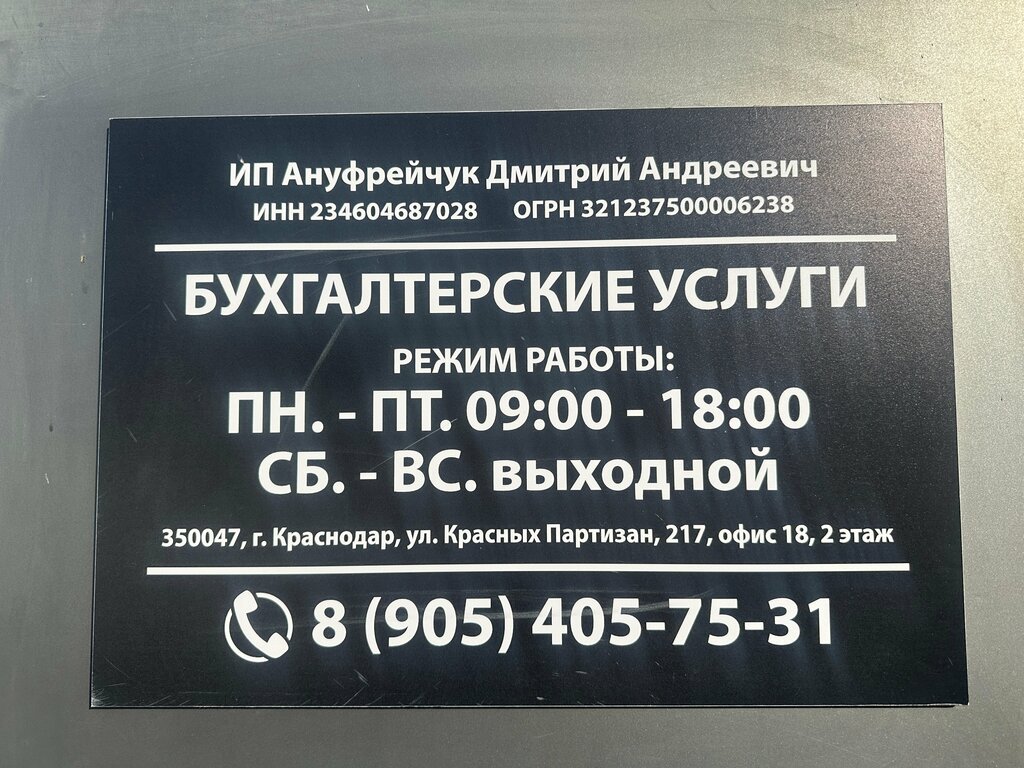 ИП Ануфрейчук Дмитрий Андреевич
ИНН 234604687028 ОГРН 321237500006238
БУХГАЛТЕРСКИЕ УСЛУГИ
РЕЖИМ РАБОТЫ:
ПН. - ПТ. 09:00 - 18:00
СБ. - ВС. выходной
350047, г. Краснодар, ул. Красных Партизан, 217, офис 18, 2 этаж
8 (905) 405-75-31